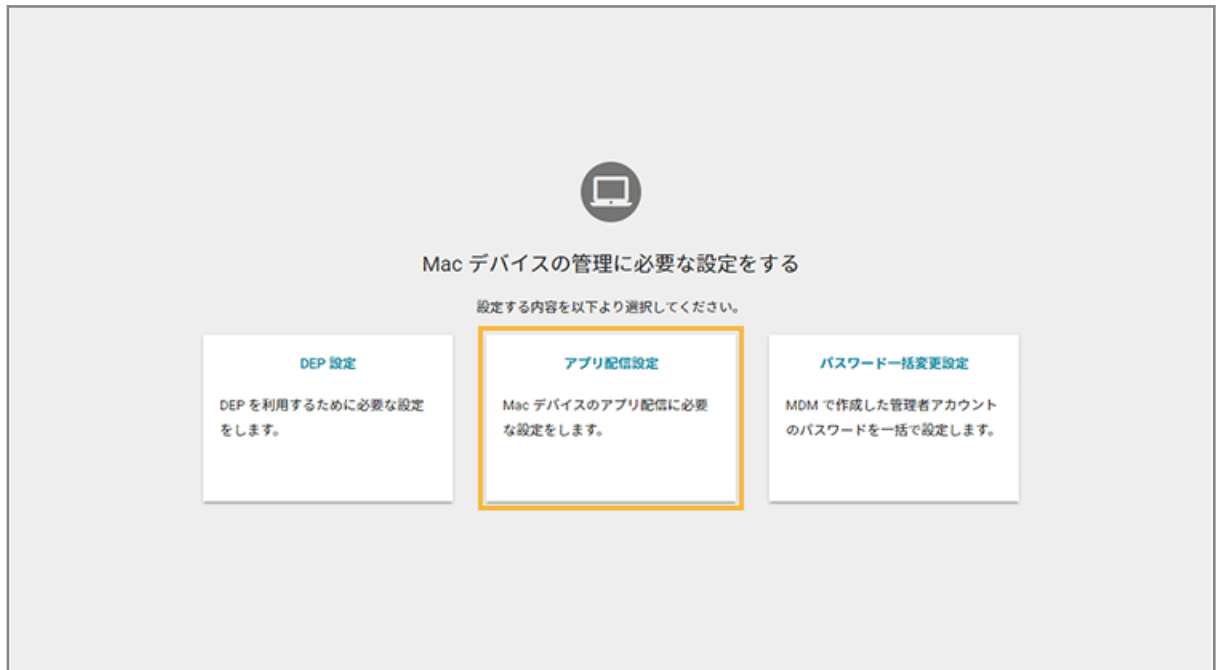 Mac デバイスの管理に必要な設定をする
設定する内容を以下より選択してください。
DEP 設定
DEP を利用するために必要な設定
をします。
アプリ配信設定
Mac デバイスのアプリ配信に必要
な設定をします。
パスワード一括変更設定
MDM で作成した管理者アカウント
のパスワードを一括で設定します。